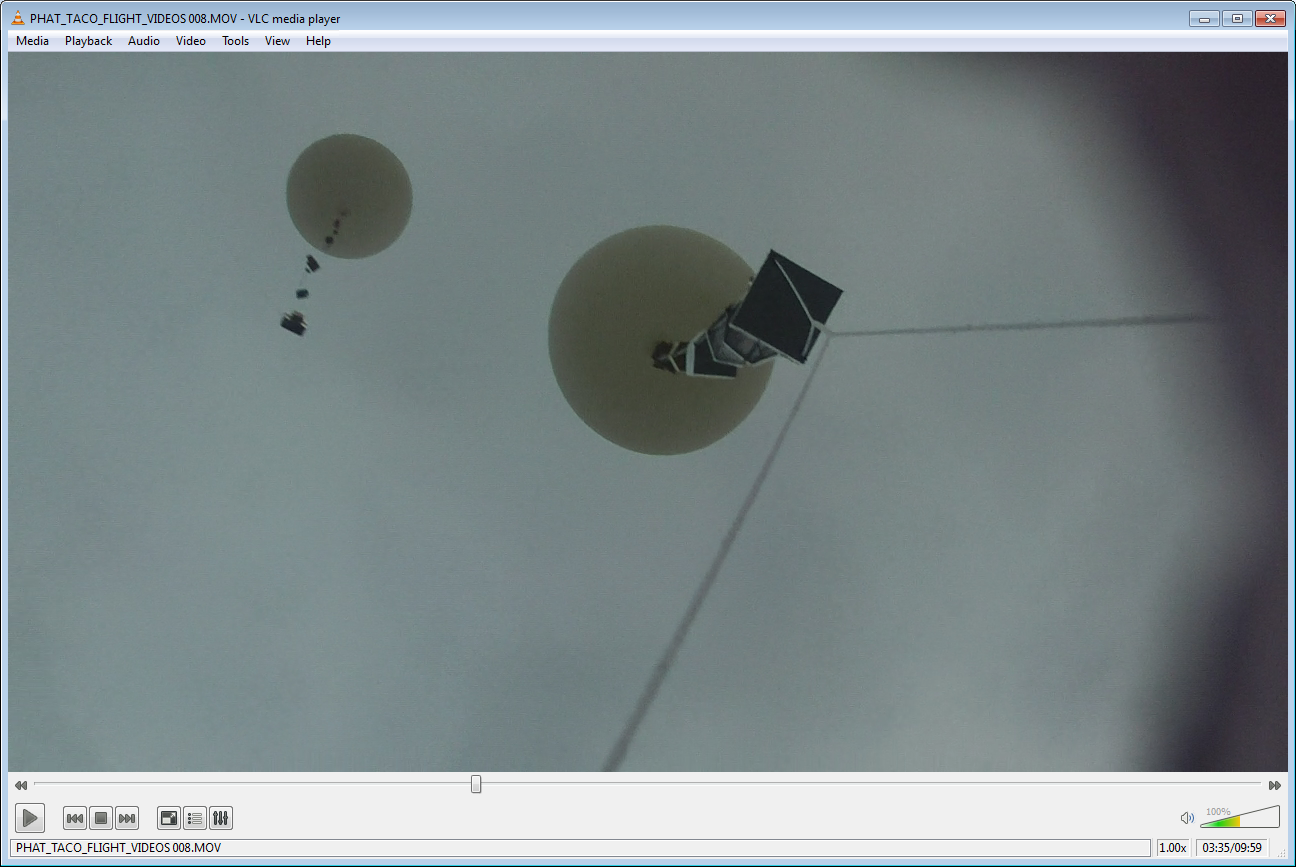 PHAT_TACO_FLIGHT_VIDEOS 008.MOV - VLC media player
Media Playback Audio Video Tools View Help
100%
PHAT_TACO_FLIGHT_VIDEOS 008.MOV 1.00x 03:35/09:59